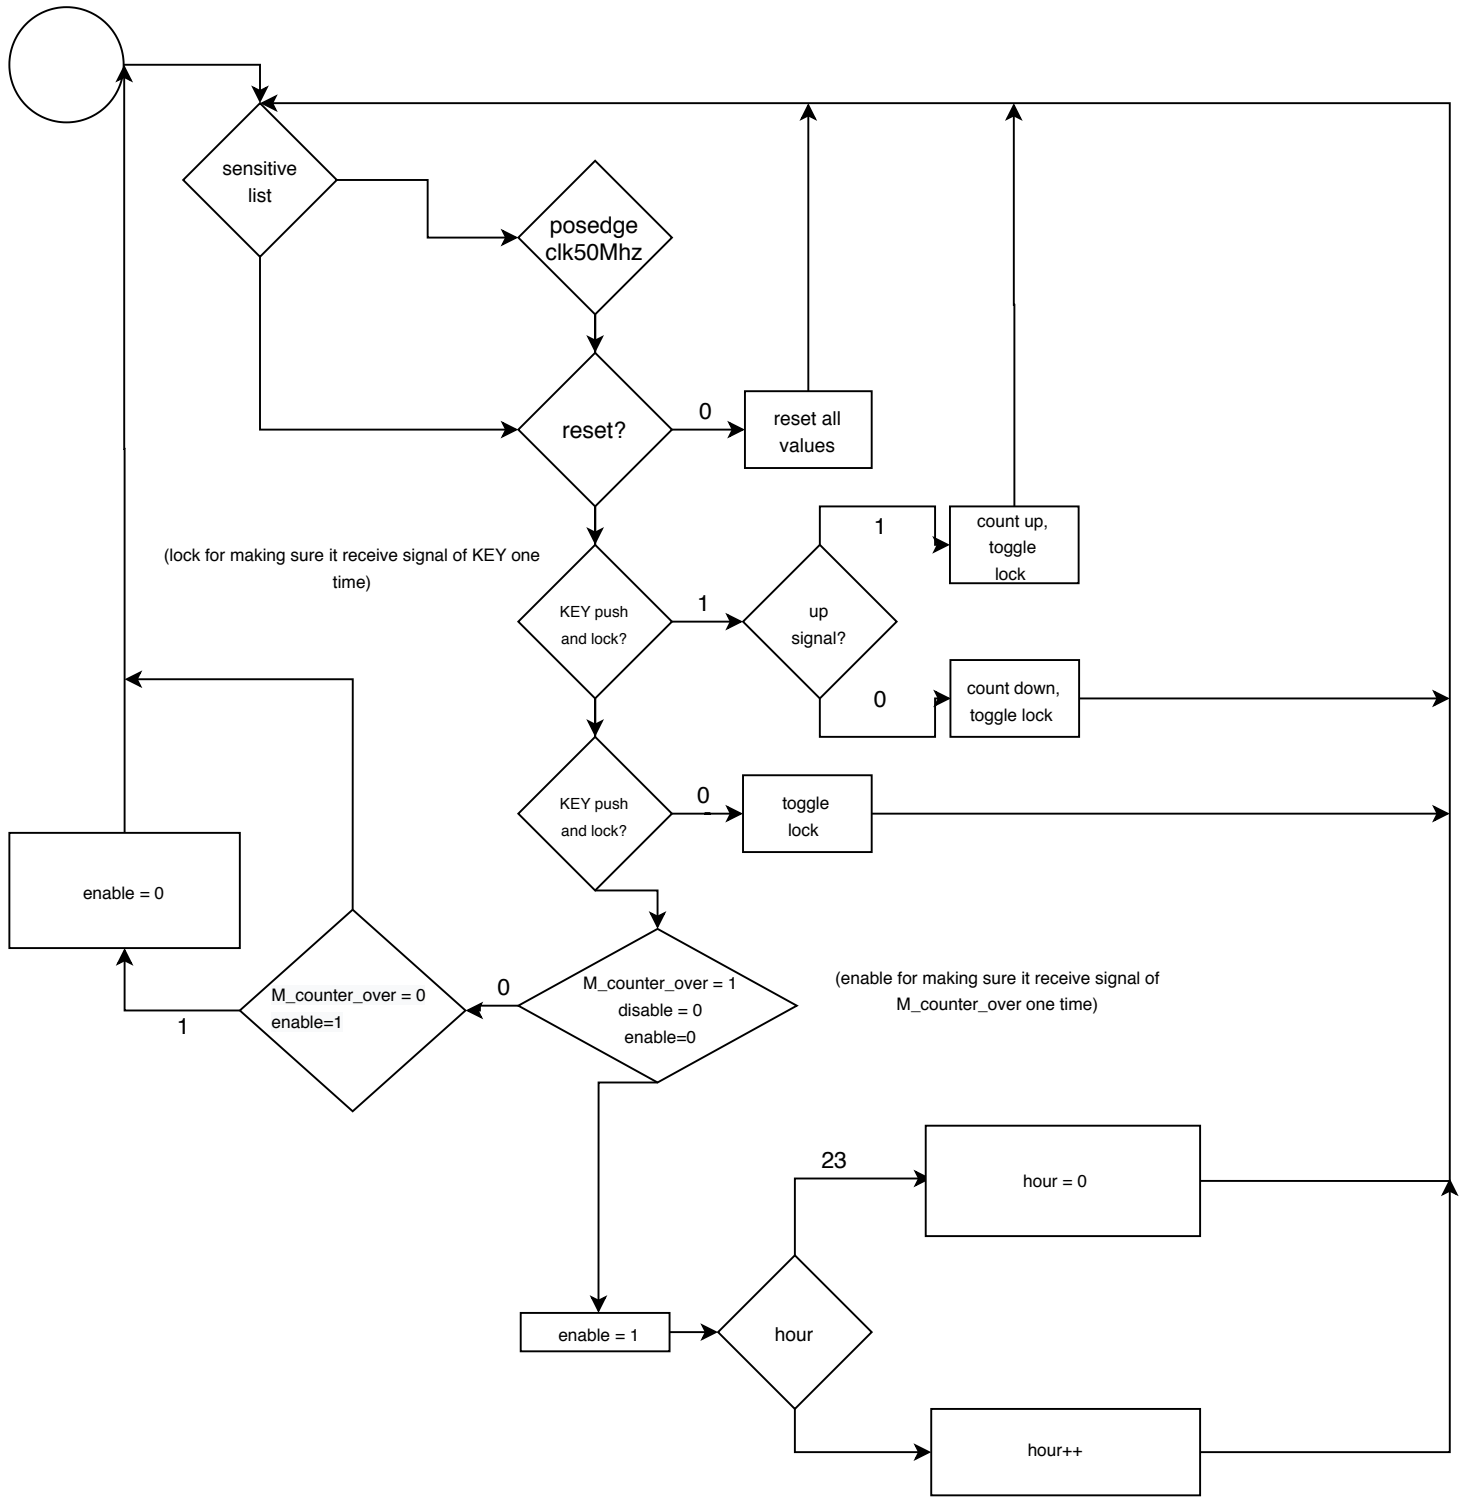 sensitive
list
posedge
clk50Mhz
reset?
0
reset all
values
(lock for making sure it receive signal of KEY one
time)
KEY push
and lock?
1
up
signal?
1
count up,
toggle
lock
0
count down,
toggle lock
KEY push
and lock?
0
toggle
lock
enable = 0
M_counter_over = 0
enable=1
1
0
M_counter_over = 1
disable = 0
enable=0
(enable for making sure it receive signal of
M_counter_over one time)
23
hour = 0
enable = 1
hour
hour++